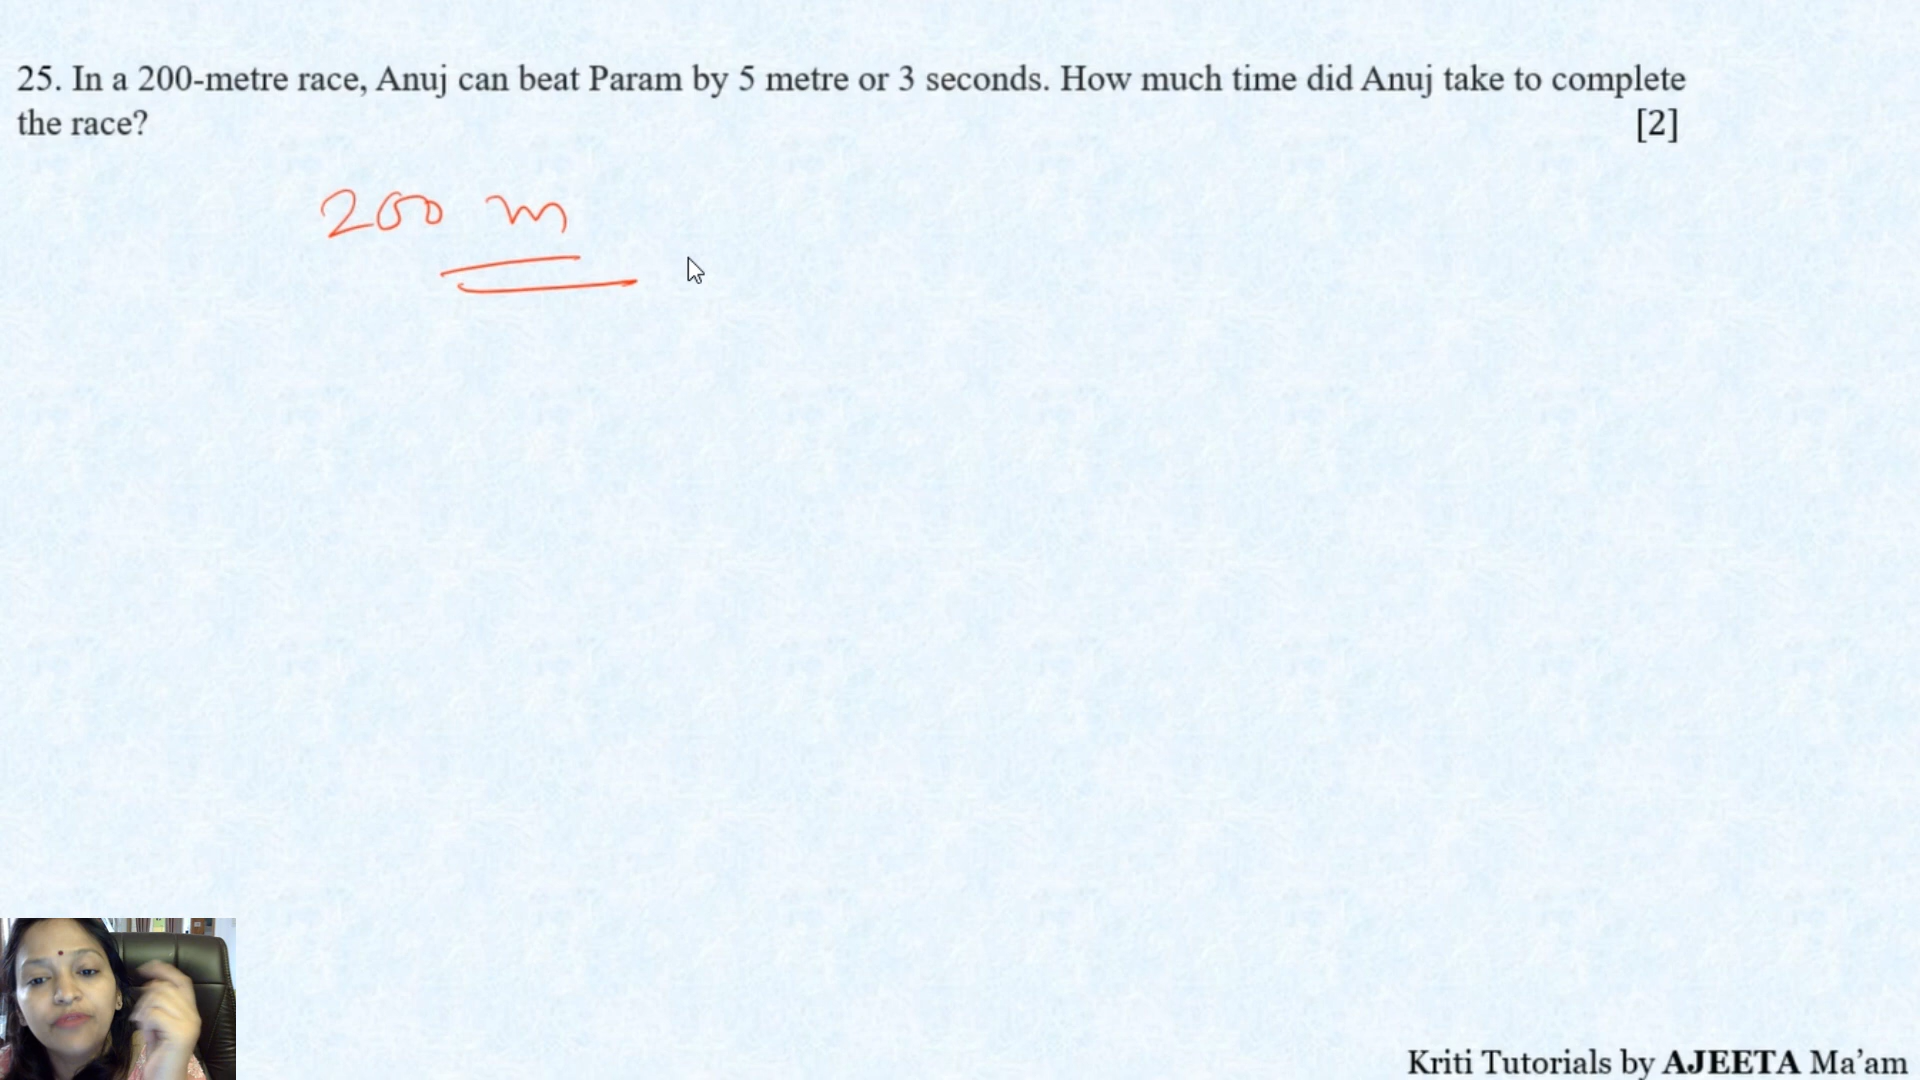 25. In a 200-metre race, Anuj can beat Param by 5 metre or 3 seconds. How much time did Anuj take to complete
the race? [2]
200 m
Kriti Tutorials by AJEETA Ma’am